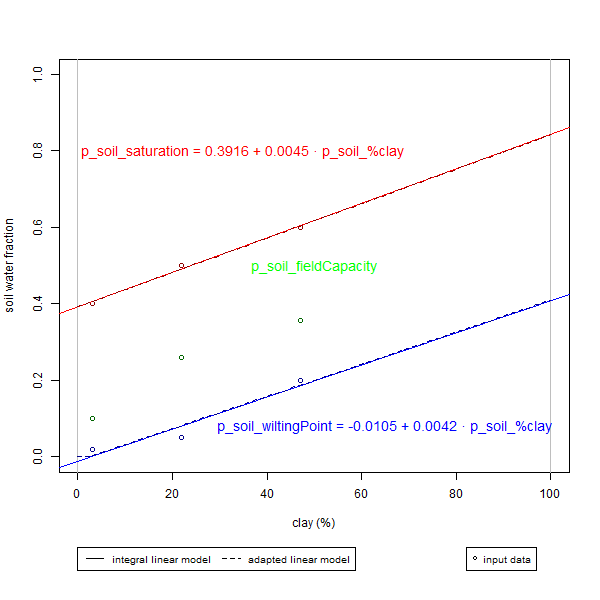 1.0
p_soil_saturation = 0.3916 + 0.0045 · p_soil_%clay
0.8
0.6
soil water fraction
p_soil_fieldCapacity
0.4
0.2
p_soil_wiltingPoint = -0.0105 + 0.0042 · p_soil_%clay
0.0
0 20 40 60 80 100
clay (%)
integral linear model adapted linear model input data